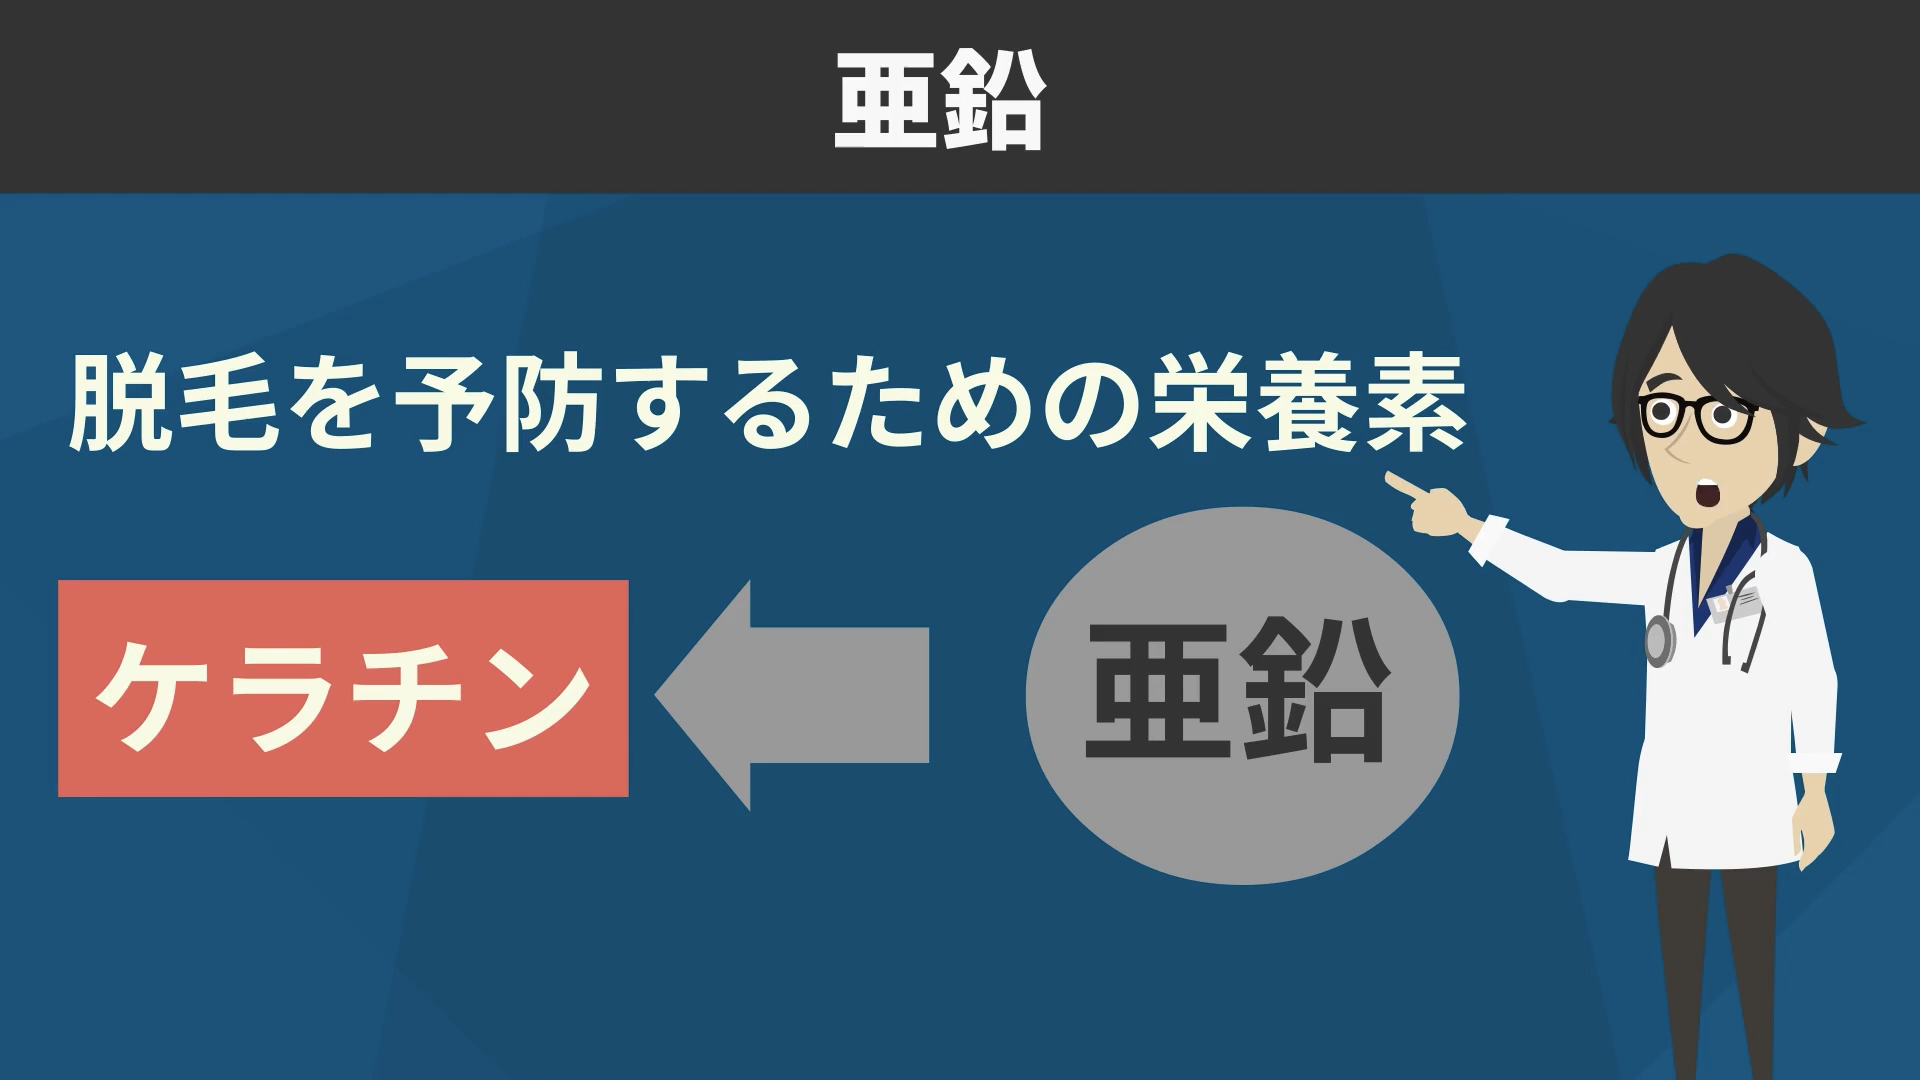 亜鉛
脱毛を予防するための栄養素
ケラチン
亜鉛